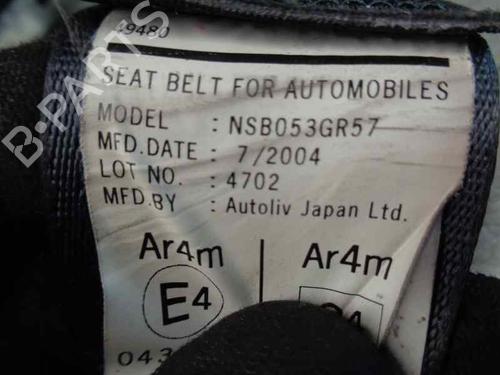 SEAT BELT FOR AUTOMOBILES
MODEL : NSB053GR57
MFD.DATE : 7/2004
LOT NO. : 4702
MFD.BY : Autoliv Japan Ltd.
Ar4m Ar4m
E4
043
B-PARTS